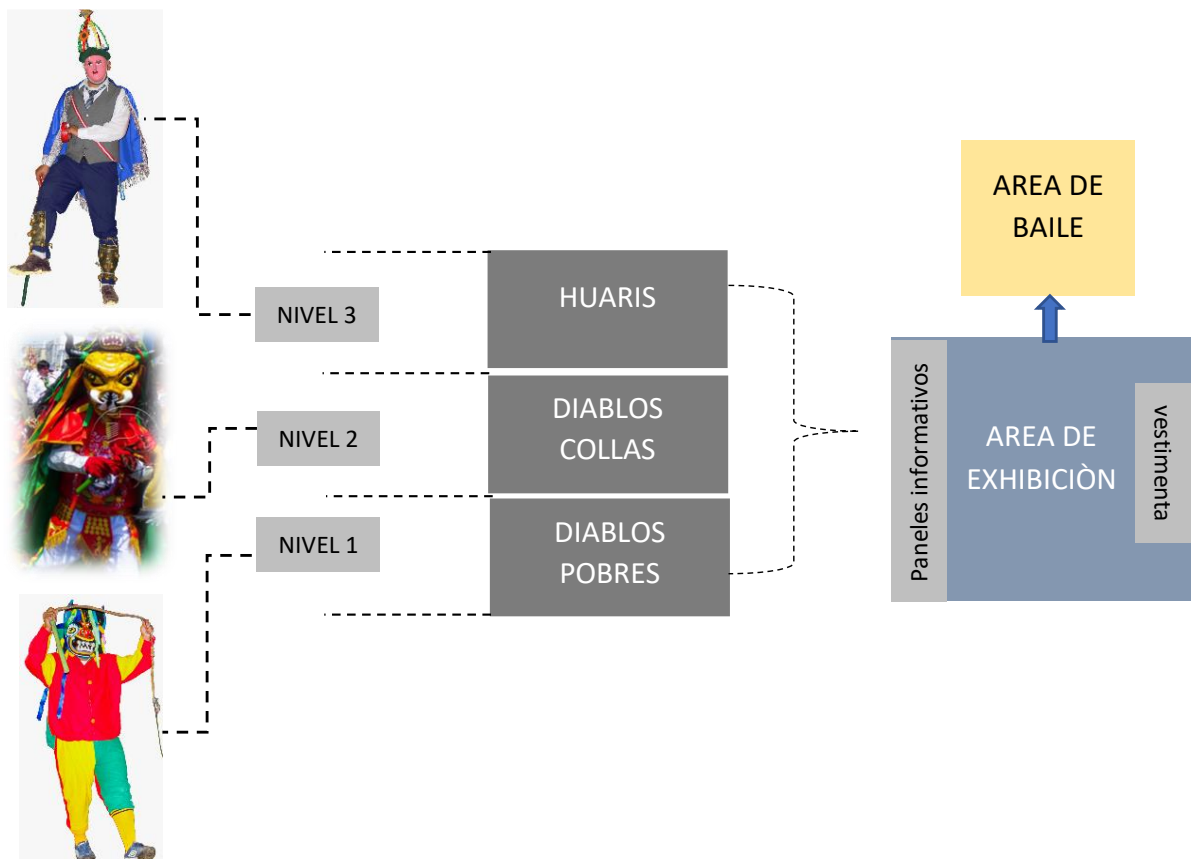 NIVEL 3
NIVEL 2
NIVEL 1
HUARIS
DIABLOS
COLLAS
DIABLOS
POBRES
AREA DE
BAILE
Paneles informativos
AREA DE
EXHIBICIÒN
vestimenta